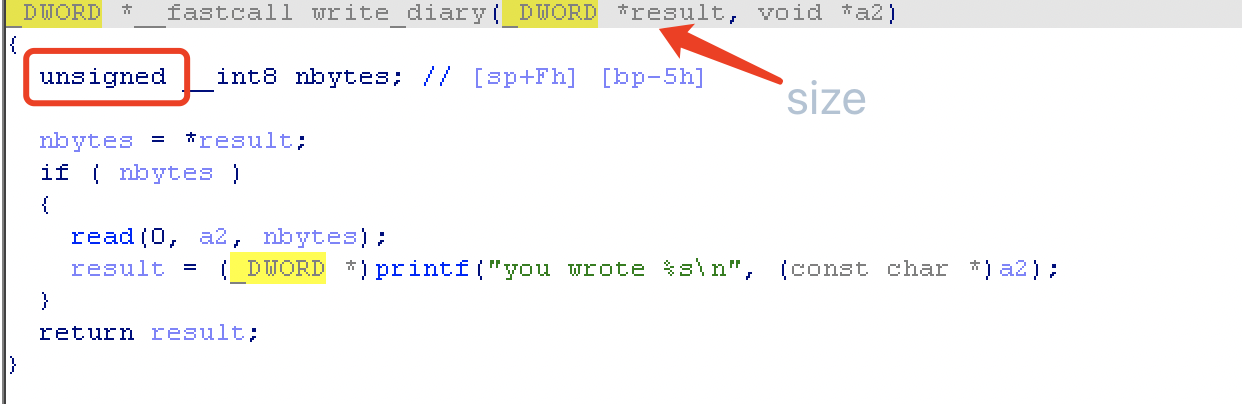 _DWORD *__fastcall write_diary(_DWORD *result, void *a2)
{
unsigned __int8 nbytes; // [sp+Fh] [bp-5h]
size
nbytes = *result;
if ( nbytes )
{
read(0, a2, nbytes);
result = (_DWORD *)printf("you wrote %s\n", (const char *)a2);
}
return result;
}